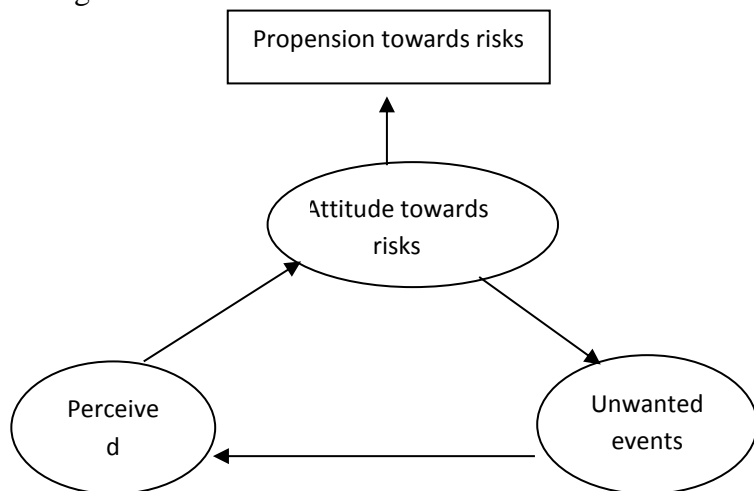 Propension towards risks
Attitude towards
risks
Perceive
d
Unwanted
events